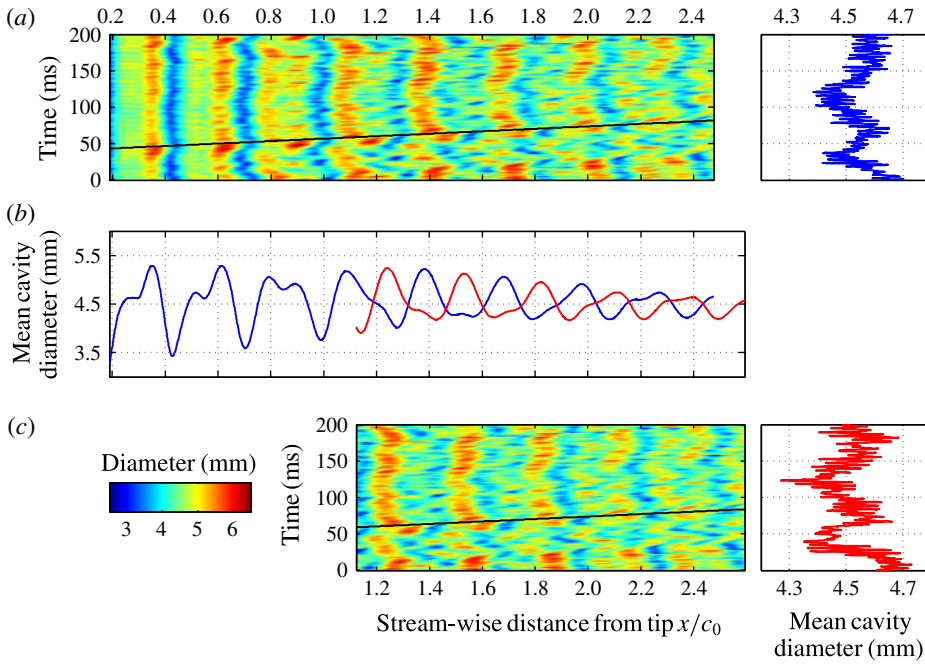 (a)
0.2 0.4 0.6 0.8 1.0 1.2 1.4 1.6 1.8 2.0 2.2 2.4
4.3 4.5 4.7
Time (ms)
200
150
100
50
0
(b)
Mean cavity
diameter (mm)
5.5
4.5
3.5
(c)
Diameter (mm)
3 4 5 6
Time (ms)
200
150
100
50
0
1.2 1.4 1.6 1.8 2.0 2.2 2.4
4.3 4.5 4.7
Stream-wise distance from tip x/c0
Mean cavity
diameter (mm)